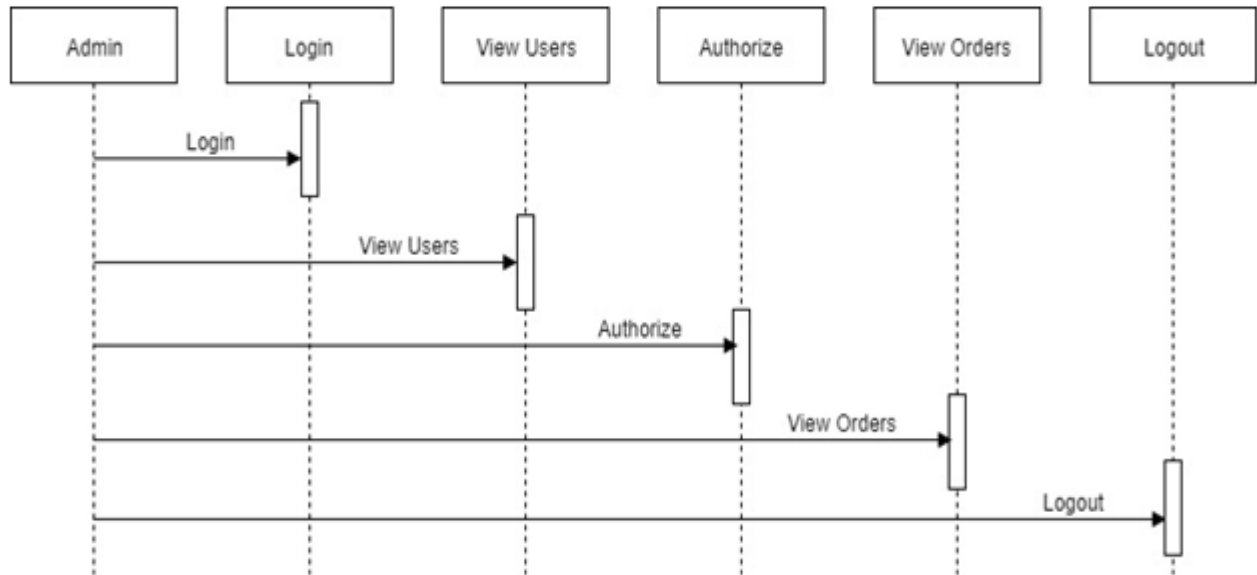 Admin
Login
View Users
Authorize
View Orders
Logout
Login
View Users
Authorize
View Orders
Logout